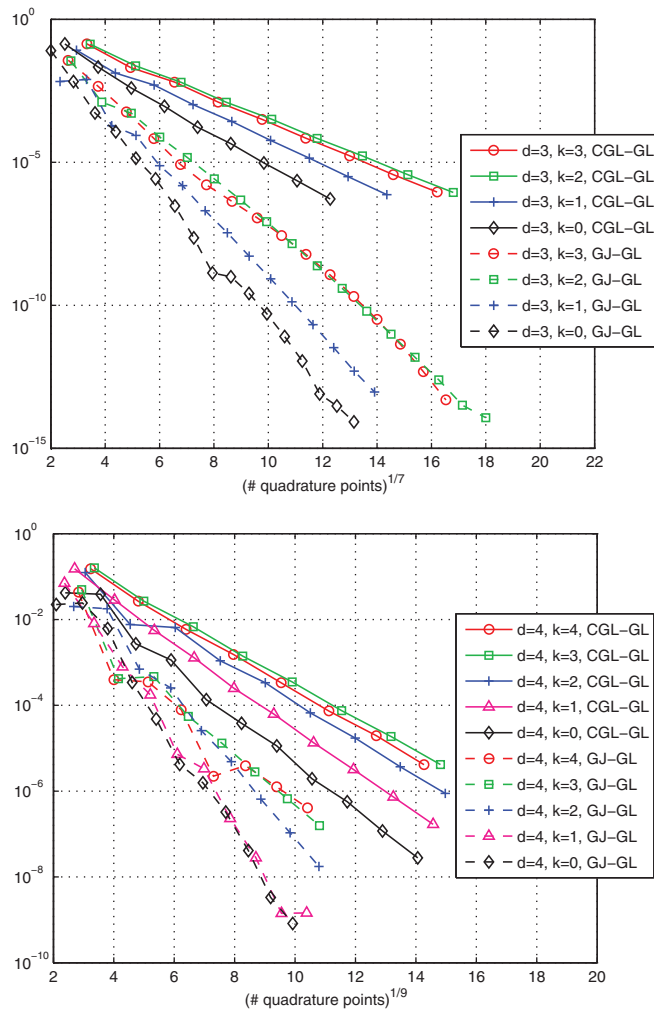 10^0
10^−5
10^−10
10^−15
2 4 6 8 10 12 14 16 18 20 22
(# quadrature points)^1/7
d=3, k=3, CGL−GL
d=3, k=2, CGL−GL
d=3, k=1, CGL−GL
d=3, k=0, CGL−GL
d=3, k=3, GJ−GL
d=3, k=2, GJ−GL
d=3, k=1, GJ−GL
d=3, k=0, GJ−GL
10^0
10^−2
10^−4
10^−6
10^−8
10^−10
2 4 6 8 10 12 14 16 18 20
(# quadrature points)^1/9
d=4, k=4, CGL−GL
d=4, k=3, CGL−GL
d=4, k=2, CGL−GL
d=4, k=1, CGL−GL
d=4, k=0, CGL−GL
d=4, k=4, GJ−GL
d=4, k=3, GJ−GL
d=4, k=2, GJ−GL
d=4, k=1, GJ−GL
d=4, k=0, GJ−GL